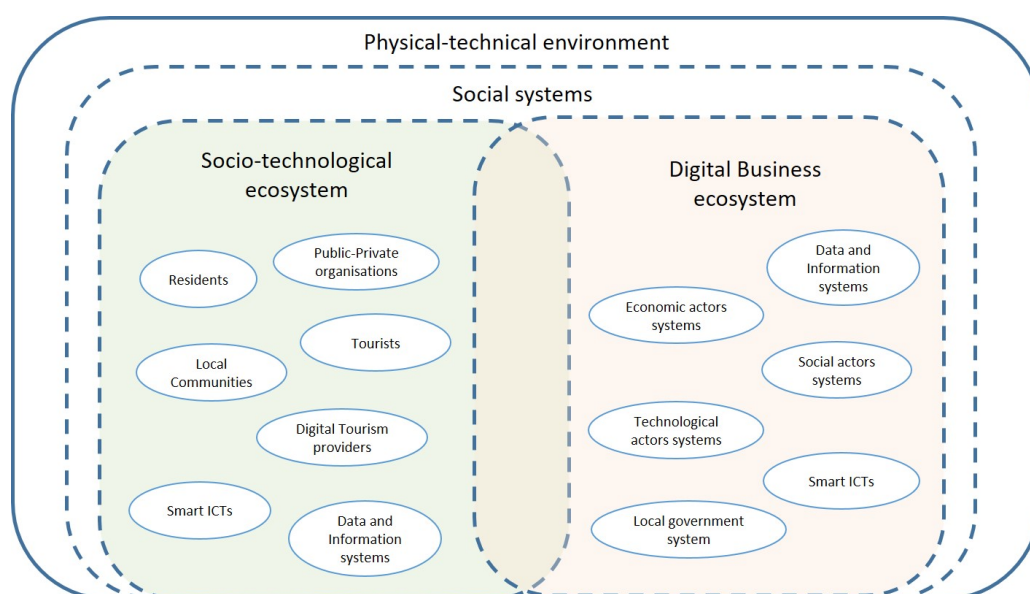 Physical-technical environment
Social systems
Socio-technological
ecosystem
Residents
Public-Private
organisations
Tourists
Local
Communities
Digital Tourism
providers
Smart ICTs
Data and
Information
systems
Digital Business
ecosystem
Data and
Information
systems
Economic actors
systems
Social actors
systems
Technological
actors systems
Smart ICTs
Local government
system